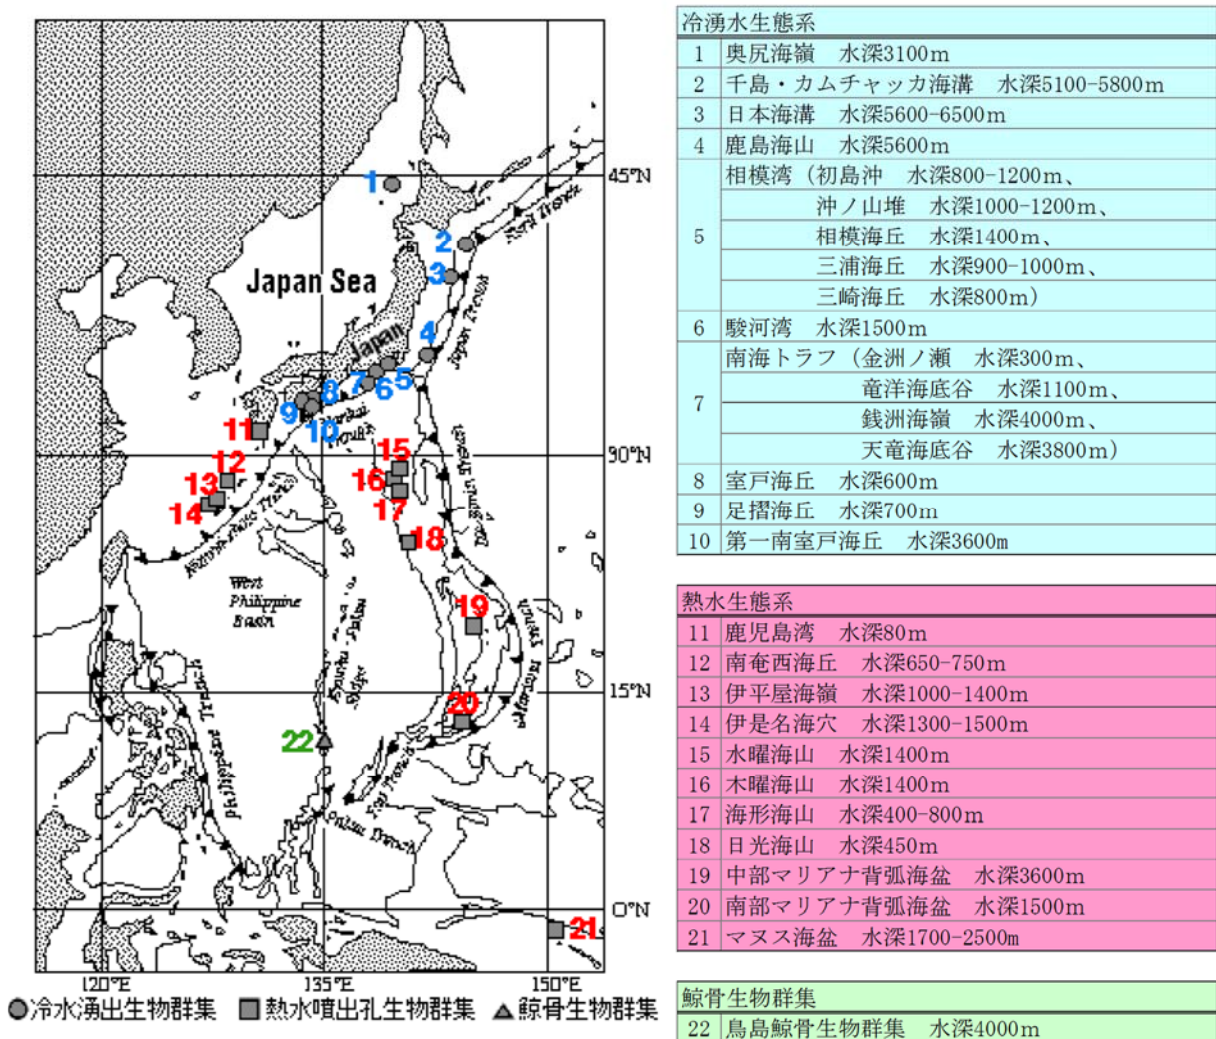 45°N
90°N
15°N
0°N
120°E
135°E
150°E
Japan Sea
Japan
Kuril Trench
Japan Trench
Nankai
West
Philippine
Basin
Philippine Trench
Palau Trench
Yap Trench
Ridge
1
2
3
4
5
6
7
8
9
10
11
12
13
14
15
16
17
18
19
20
21
22
冷水湧出生物群集 熱水噴出孔生物群集 鯨骨生物群集
冷湧水生態系
1 奥尻海嶺 水深3100m
2 千島・カムチャッカ海溝 水深5100-5800m
3 日本海溝 水深5600-6500m
4 鹿島海山 水深5600m
5 相模湾（初島沖 水深800-1200m、
沖ノ山堆 水深1000-1200m、
相模海丘 水深1400m、
三浦海丘 水深900-1000m、
三崎海丘 水深800m）
6 駿河湾 水深1500m
7 南海トラフ（金洲ノ瀬 水深300m、
竜洋海底谷 水深1100m、
銭洲海嶺 水深4000m、
天竜海底谷 水深3800m）
8 室戸海丘 水深600m
9 足摺海丘 水深700m
10 第一南室戸海丘 水深3600m
熱水生態系
11 鹿児島湾 水深80m
12 南奄西海丘 水深650-750m
13 伊平屋海嶺 水深1000-1400m
14 伊是名海穴 水深1300-1500m
15 水曜海山 水深1400m
16 木曜海山 水深1400m
17 海形海山 水深400-800m
18 日光海山 水深450m
19 中部マリアナ背弧海盆 水深3600m
20 南部マリアナ背弧海盆 水深1500m
21 マヌス海盆 水深1700-2500m
鯨骨生物群集
22 鳥島鯨骨生物群集 水深4000m